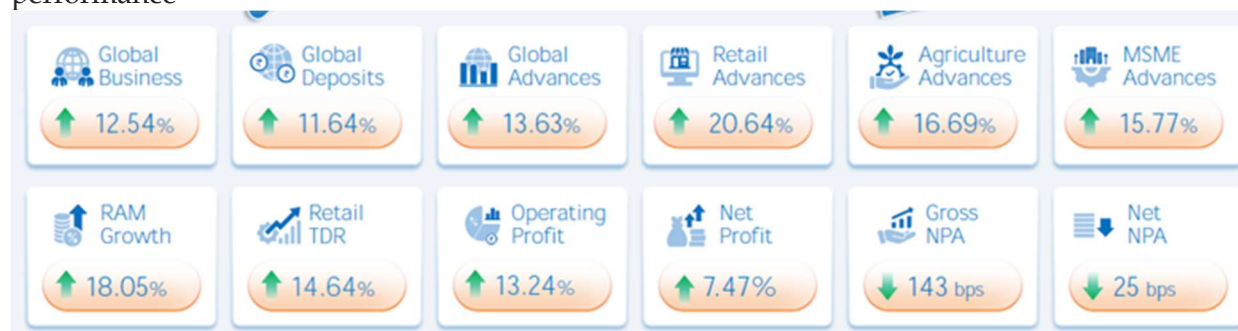 performance
Global
Business
12.54%
Global
Deposits
11.64%
Global
Advances
13.63%
Retail
Advances
20.64%
Agriculture
Advances
16.69%
MSME
Advances
15.77%
RAM
Growth
18.05%
Retail
TDR
14.64%
Operating
Profit
13.24%
Net
Profit
7.47%
Gross
NPA
143 bps
Net
NPA
25 bps